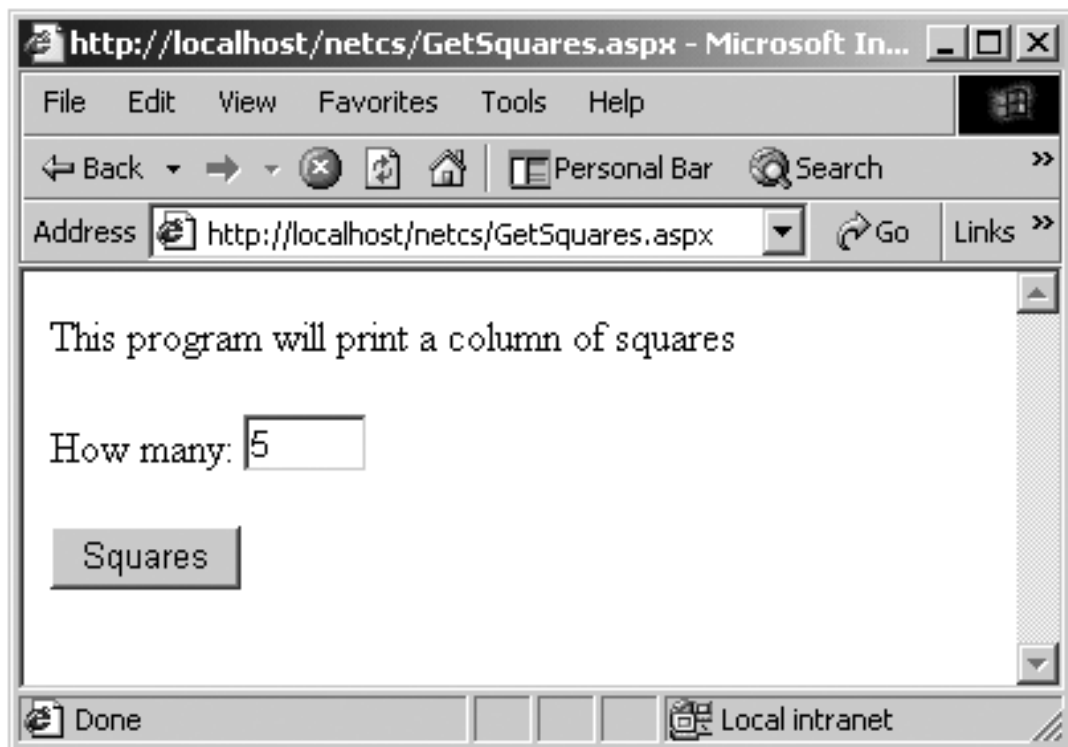 http://localhost/netcs/GetSquares.aspx - Microsoft In...
File Edit View Favorites Tools Help
Back Personal Bar Search »
Address http://localhost/netcs/GetSquares.aspx Go Links »
This program will print a column of squares
How many: 5
Squares
Done Local intranet